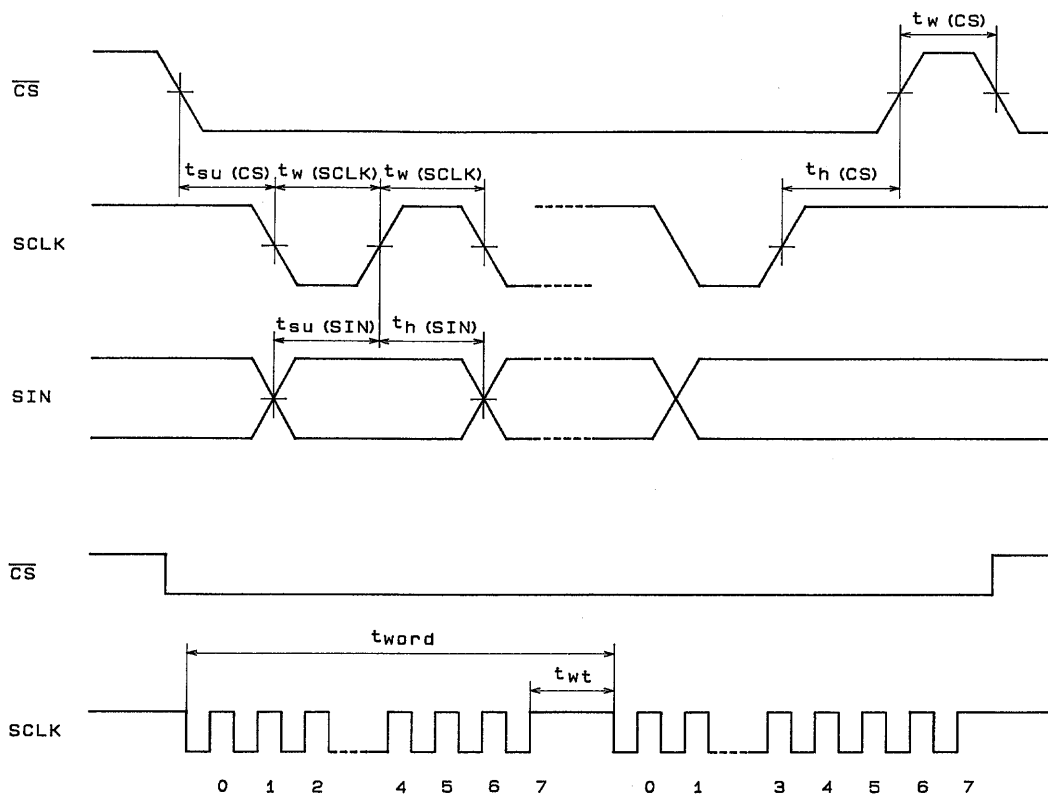 tw (CS)
CS
tsu (CS) tw (SCLK) tw (SCLK) th (CS)
SCLK
tsu (SIN) th (SIN)
SIN
CS
tword
twt
SCLK
0 1 2 4 5 6 7 0 1 3 4 5 6 7